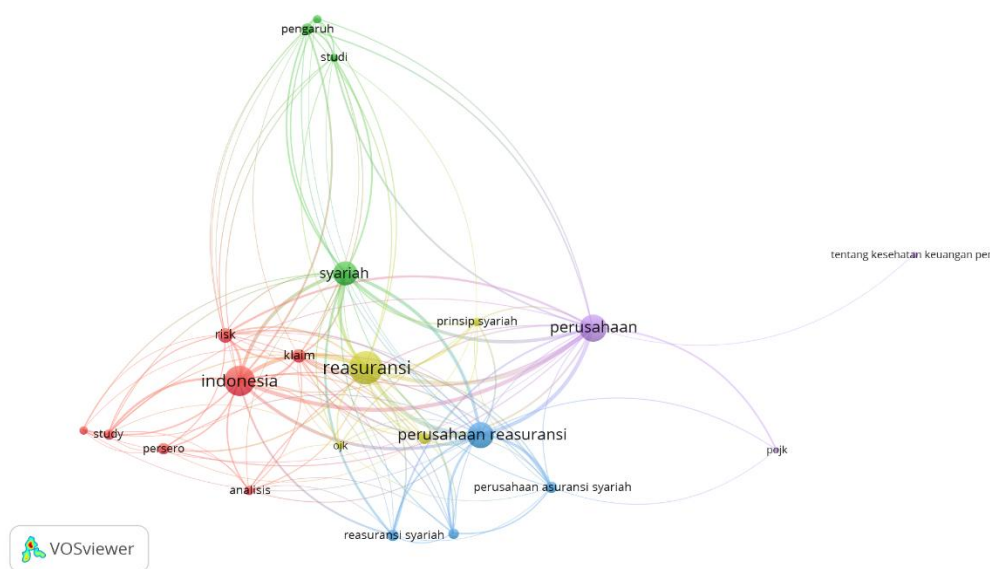 pengaruh
studi
syariah
tentang kesehatan keuangan per
prinsip syariah
perusahaan
risk
klaim
reasuransi
indonesia
study
persero
ojk
perusahaan reasuransi
pojk
analisis
perusahaan asuransi syariah
reasuransi syariah
VOSviewer